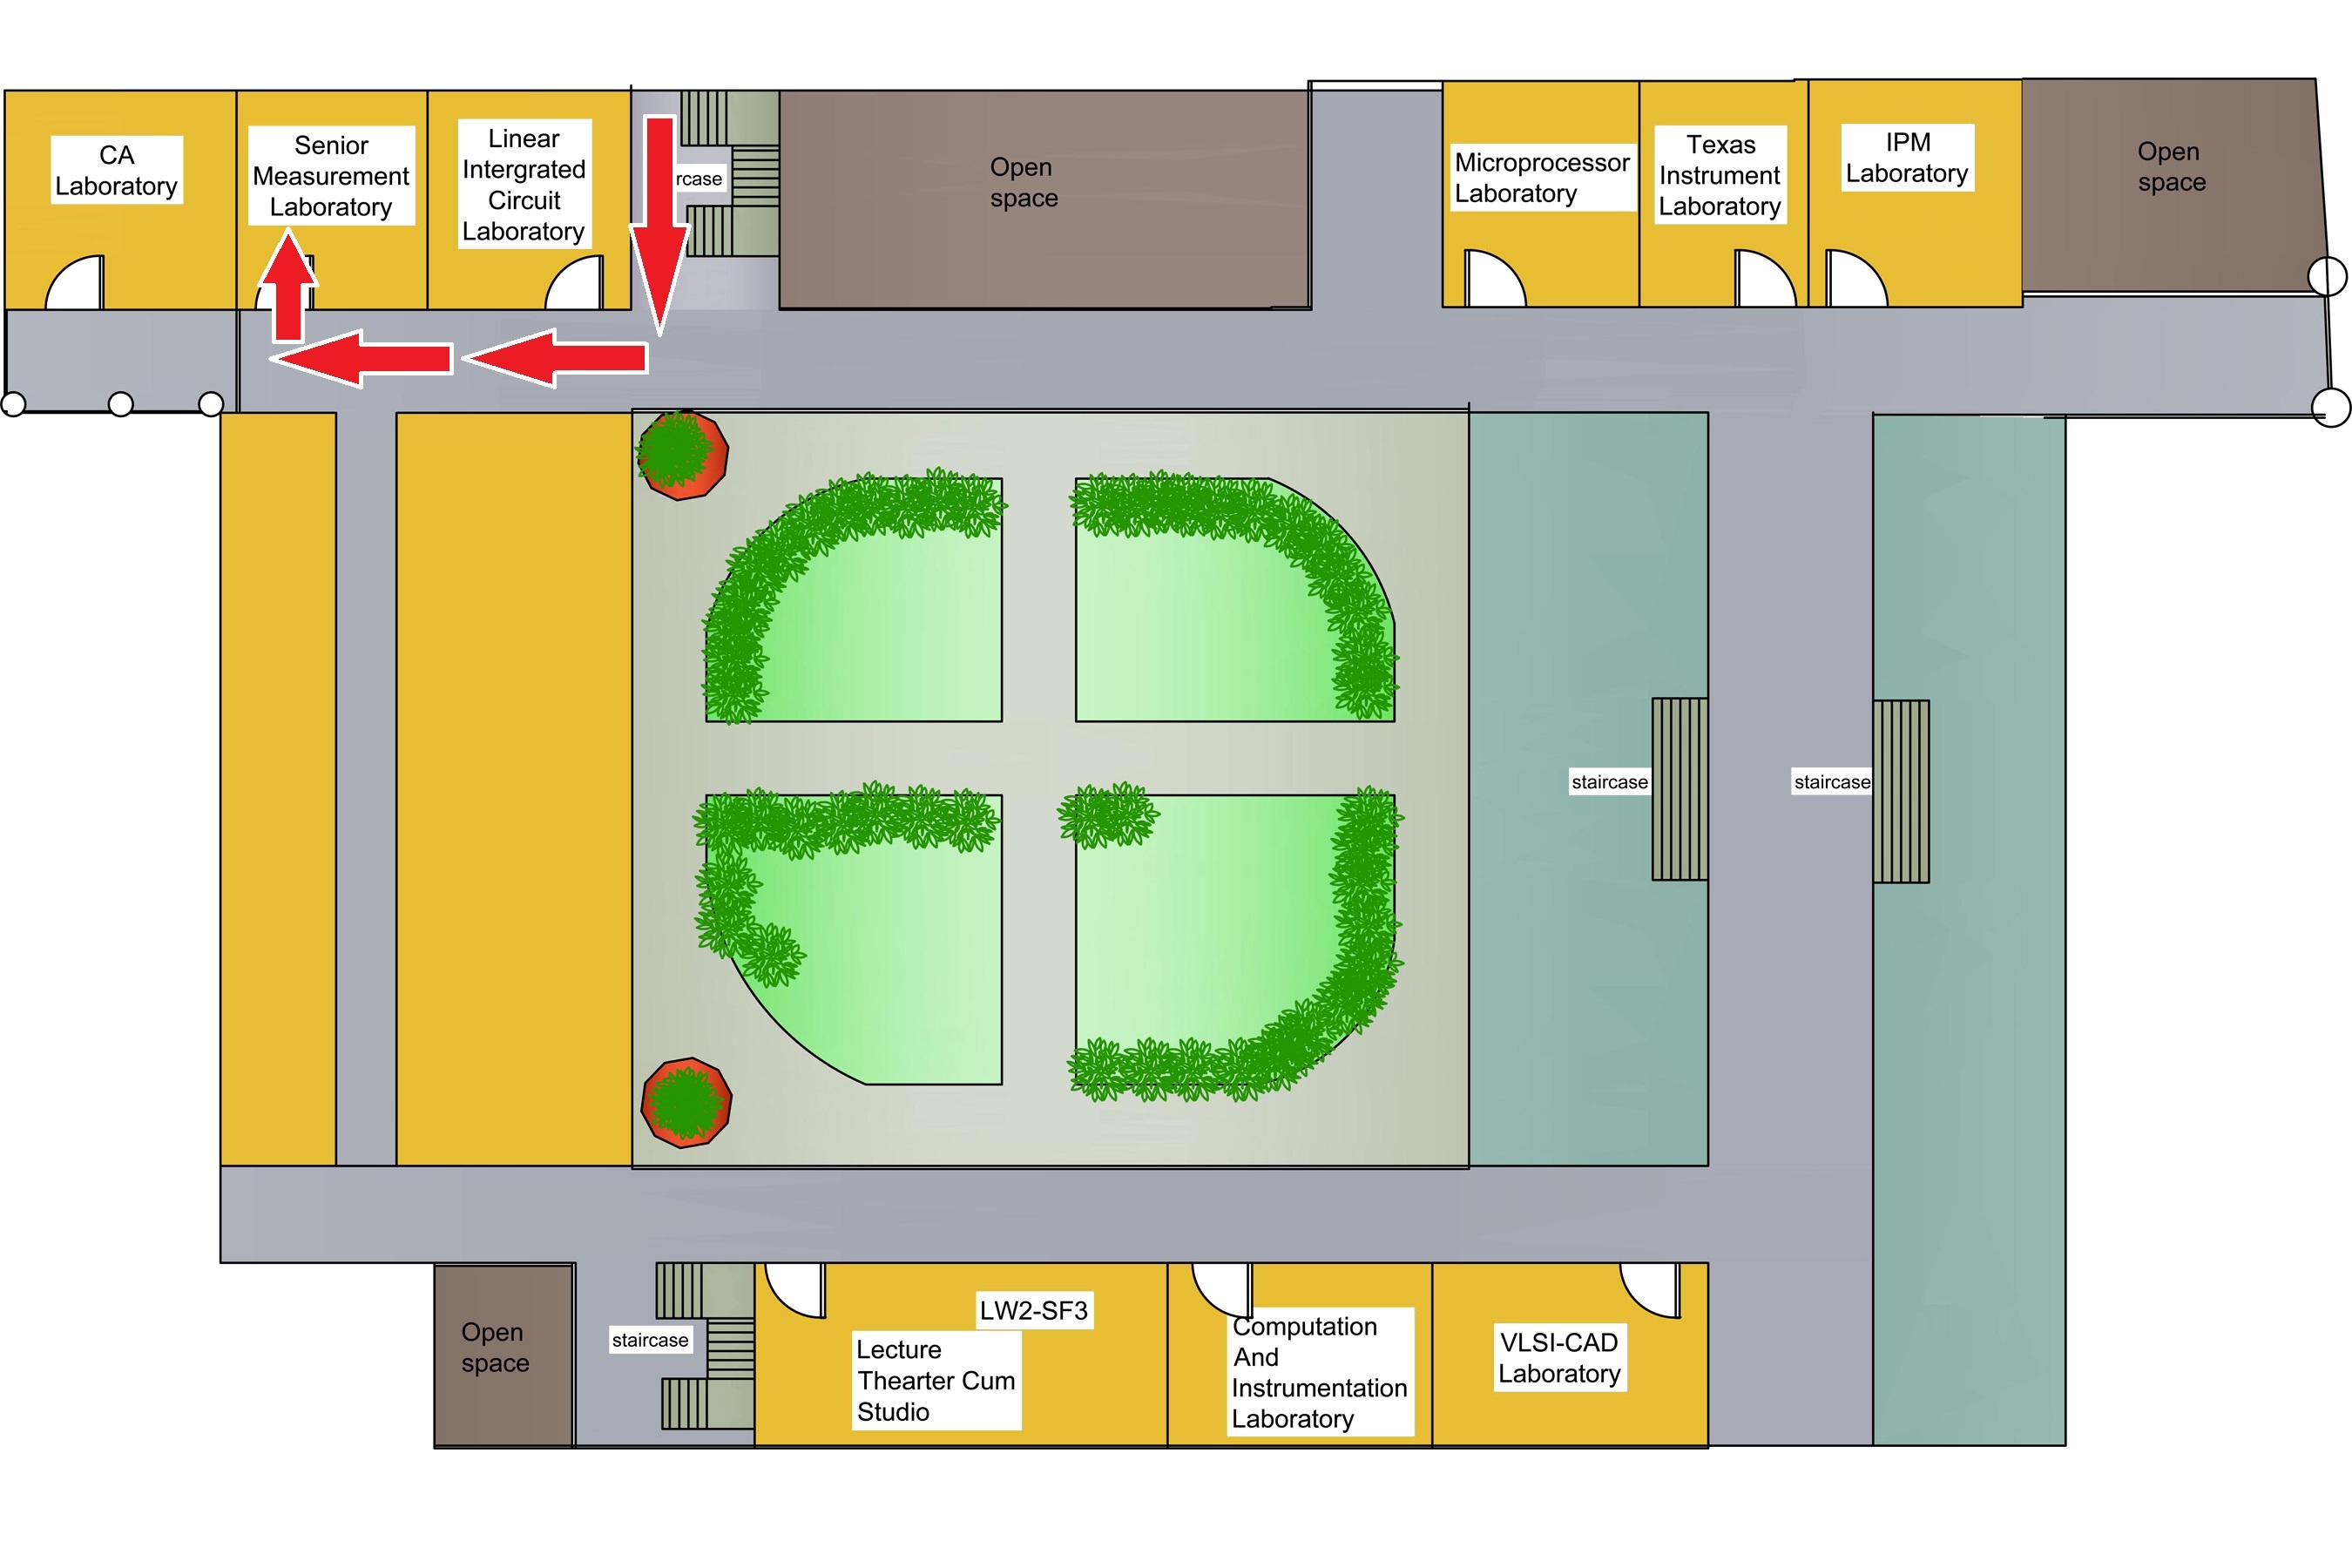 CA
Laboratory
Senior
Measurement
Laboratory
Linear
Intergrated
Circuit
Laboratory
rcase
Open
space
Microprocessor
Laboratory
Texas
Instrument
Laboratory
IPM
Laboratory
Open
space
staircase
staircase
Open
space
staircase
LW2-SF3
Lecture
Thearter Cum
Studio
Computation
And
Instrumentation
Laboratory
VLSI-CAD
Laboratory